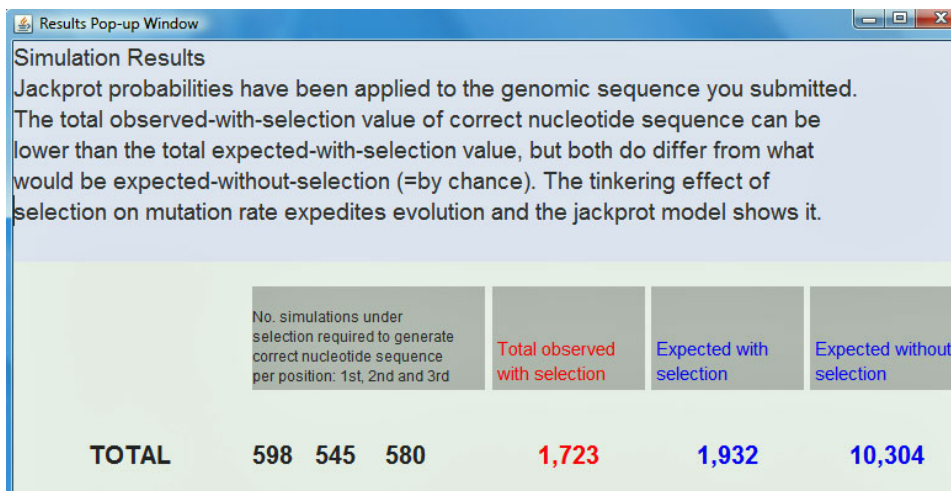 Results Pop-up Window
Simulation Results
Jackprot probabilities have been applied to the genomic sequence you submitted.
The total observed-with-selection value of correct nucleotide sequence can be
lower than the total expected-with-selection value, but both do differ from what
would be expected-without-selection (=by chance). The tinkering effect of
selection on mutation rate expedites evolution and the jackprot model shows it.
No. simulations under
selection required to generate
correct nucleotide sequence
per position: 1st, 2nd and 3rd
Total observed
with selection
Expected with
selection
Expected without
selection
TOTAL 598 545 580 1,723 1,932 10,304